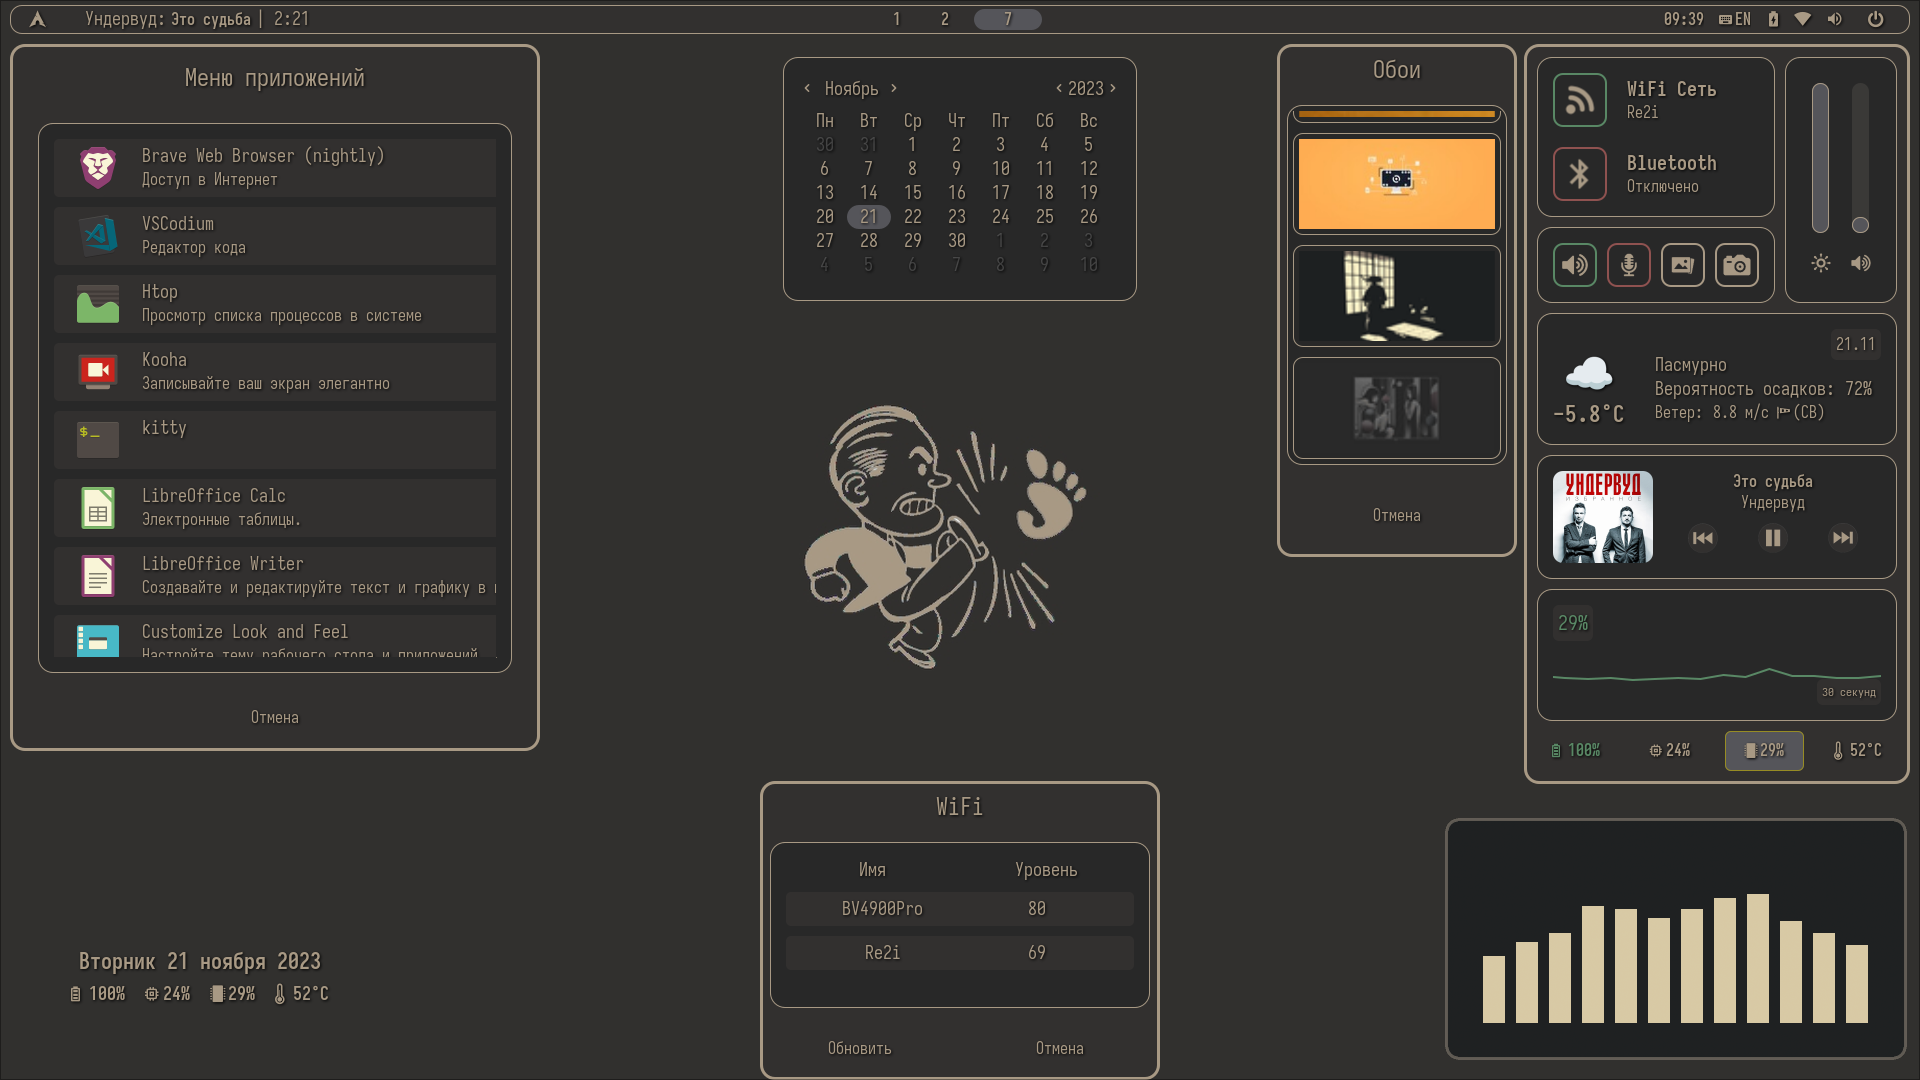 Ундервуд: Это судьба | 2:21
1 2 7
09:39 EN
Меню приложений
Brave Web Browser (nightly)
Доступ в Интернет
VSCodium
Редактор кода
Htop
Просмотр списка процессов в системе
Kooha
Записывайте ваш экран элегантно
$_
kitty
LibreOffice Calc
Электронные таблицы.
LibreOffice Writer
Создавайте и редактируйте текст и графику в
Customize Look and Feel
Настройте тему рабочего стола и приложений
Отмена
Ноябрь 2023
Пн Вт Ср Чт Пт Сб Вс
30 31 1 2 3 4 5
6 7 8 9 10 11 12
13 14 15 16 17 18 19
20 21 22 23 24 25 26
27 28 29 30 1 2 3
4 5 6 7 8 9 10
Обои
Отмена
WiFi Сеть
Re2i
Bluetooth
Отключено
21.11
Пасмурно
Вероятность осадков: 72%
-5.8°C
Ветер: 8.8 м/с (СВ)
УНДЕРВУД
ИЗБРАННОЕ
Это судьба
Ундервуд
29%
30 секунд
100% 24% 29% 52°C
WiFi
Имя Уровень
BV4900Pro 80
Re2i 69
Обновить Отмена
Вторник 21 ноября 2023
100% 24% 29% 52°C